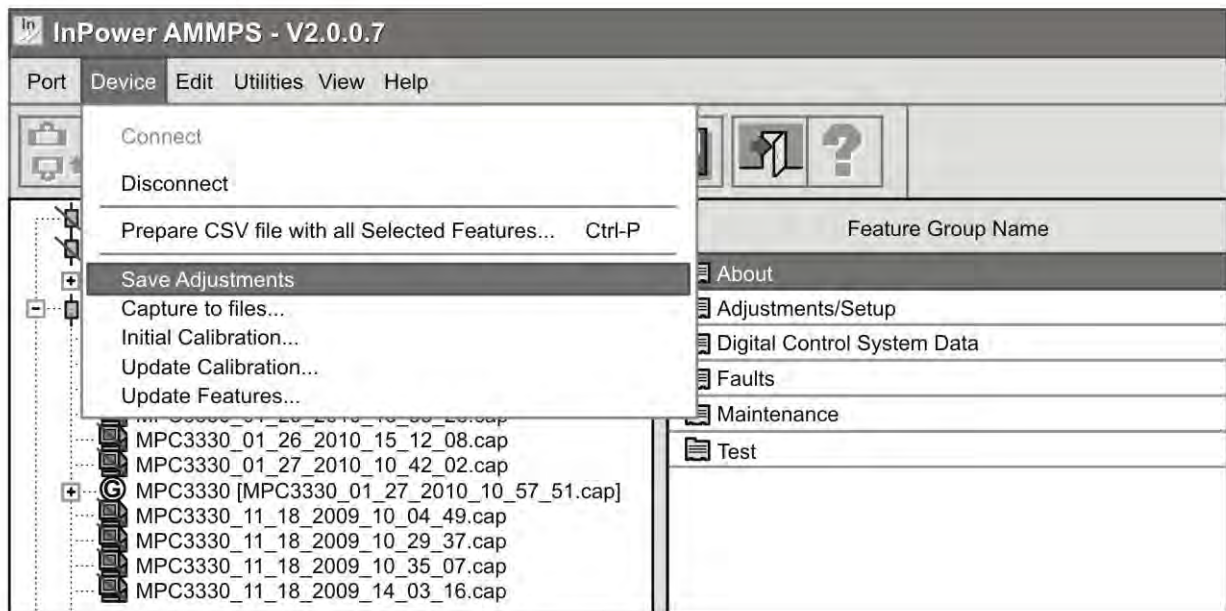 InPower AMMPS - V2.0.0.7
Port Device Edit Utilities View Help
Connect
Disconnect
Prepare CSV file with all Selected Features... Ctrl-P
Save Adjustments
Capture to files...
Initial Calibration...
Update Calibration...
Update Features...
MPC3330_01_26_2010_15_12_08.cap
MPC3330_01_27_2010_10_42_02.cap
MPC3330 [MPC3330_01_27_2010_10_57_51.cap]
MPC3330_11_18_2009_10_04_49.cap
MPC3330_11_18_2009_10_29_37.cap
MPC3330_11_18_2009_10_35_07.cap
MPC3330_11_18_2009_14_03_16.cap
Feature Group Name
About
Adjustments/Setup
Digital Control System Data
Faults
Maintenance
Test